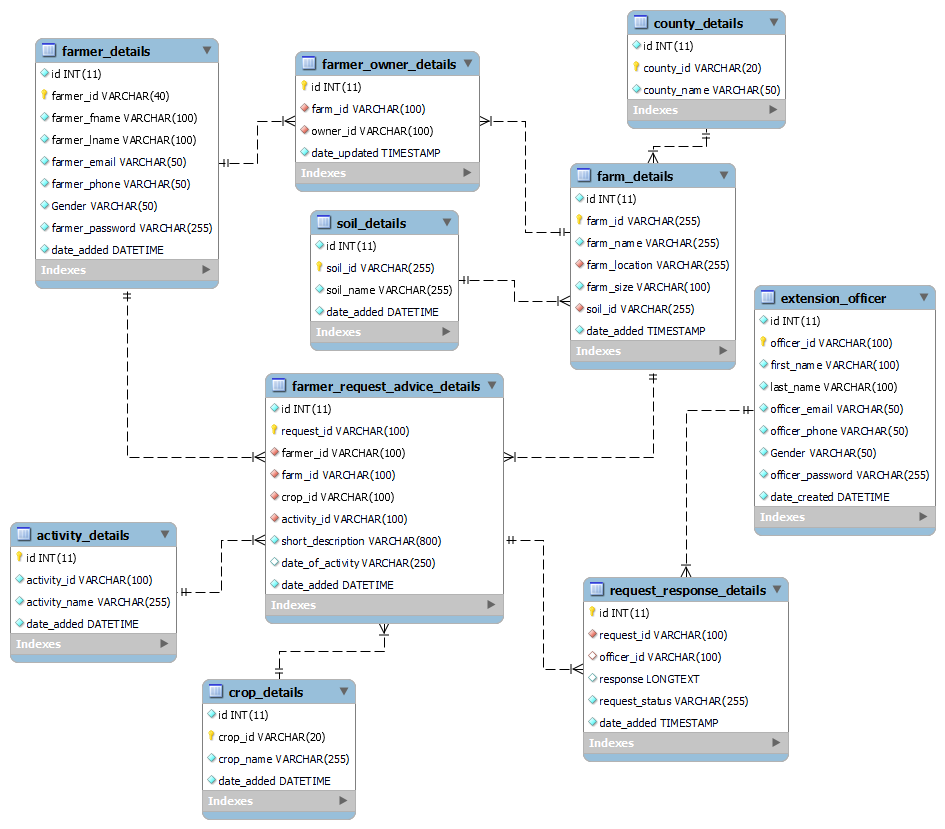 farmer_details
id INT(11)
farmer_id VARCHAR(40)
farmer_fname VARCHAR(100)
farmer_lname VARCHAR(100)
farmer_email VARCHAR(50)
farmer_phone VARCHAR(50)
Gender VARCHAR(50)
farmer_password VARCHAR(255)
date_added DATETIME
Indexes
farmer_owner_details
id INT(11)
farm_id VARCHAR(100)
owner_id VARCHAR(100)
date_updated TIMESTAMP
Indexes
county_details
id INT(11)
county_id VARCHAR(20)
county_name VARCHAR(50)
Indexes
soil_details
id INT(11)
soil_id VARCHAR(255)
soil_name VARCHAR(255)
date_added DATETIME
Indexes
farm_details
id INT(11)
farm_id VARCHAR(255)
farm_name VARCHAR(255)
farm_location VARCHAR(255)
farm_size VARCHAR(100)
soil_id VARCHAR(255)
date_added TIMESTAMP
Indexes
extension_officer
id INT(11)
officer_id VARCHAR(100)
first_name VARCHAR(100)
last_name VARCHAR(100)
officer_email VARCHAR(50)
officer_phone VARCHAR(50)
Gender VARCHAR(50)
officer_password VARCHAR(255)
date_created DATETIME
Indexes
farmer_request_advice_details
id INT(11)
request_id VARCHAR(100)
farmer_id VARCHAR(100)
farm_id VARCHAR(100)
crop_id VARCHAR(100)
activity_id VARCHAR(100)
short_description VARCHAR(800)
date_of_activity VARCHAR(250)
date_added DATETIME
Indexes
activity_details
id INT(11)
activity_id VARCHAR(100)
activity_name VARCHAR(255)
date_added DATETIME
Indexes
request_response_details
id INT(11)
request_id VARCHAR(100)
officer_id VARCHAR(100)
response LONGTEXT
request_status VARCHAR(255)
date_added TIMESTAMP
Indexes
crop_details
id INT(11)
crop_id VARCHAR(20)
crop_name VARCHAR(255)
date_added DATETIME
Indexes